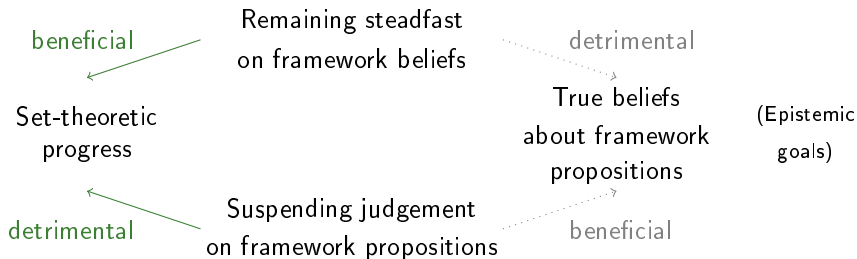 Remaining steadfast
on framework beliefs
beneficial
detrimental
Set-theoretic
progress
True beliefs
about framework
propositions
(Epistemic
goals)
Suspending judgement
on framework propositions
detrimental
beneficial